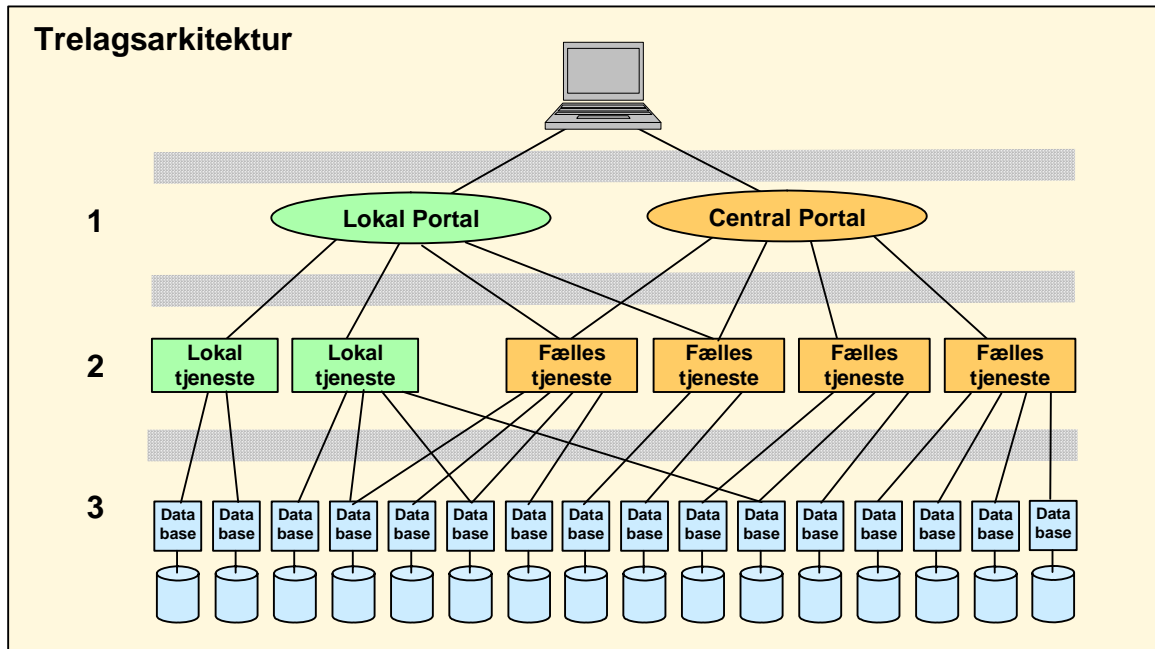 Trelagsarkitektur
1
Lokal Portal
Central Portal
2
Lokal
tjeneste
Lokal
tjeneste
Fælles
tjeneste
Fælles
tjeneste
Fælles
tjeneste
Fælles
tjeneste
3
Data
base
Data
base
Data
base
Data
base
Data
base
Data
base
Data
base
Data
base
Data
base
Data
base
Data
base
Data
base
Data
base
Data
base
Data
base
Data
base